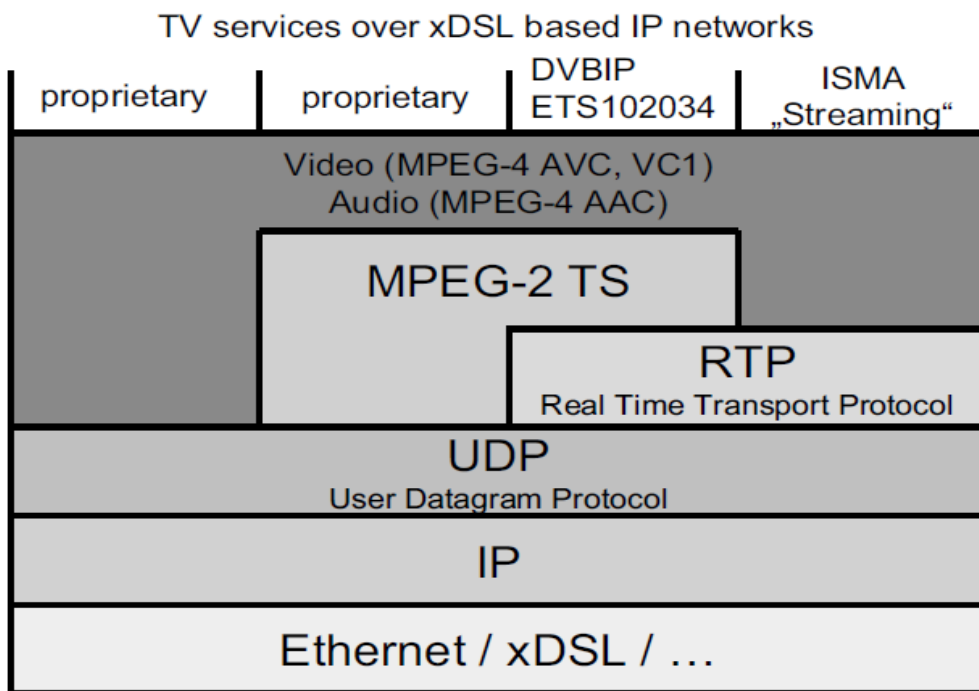 TV services over xDSL based IP networks
proprietary
proprietary
DVBIP
ETS102034
ISMA
„Streaming“
Video (MPEG-4 AVC, VC1)
Audio (MPEG-4 AAC)
MPEG-2 TS
RTP
Real Time Transport Protocol
UDP
User Datagram Protocol
IP
Ethernet / xDSL / ...